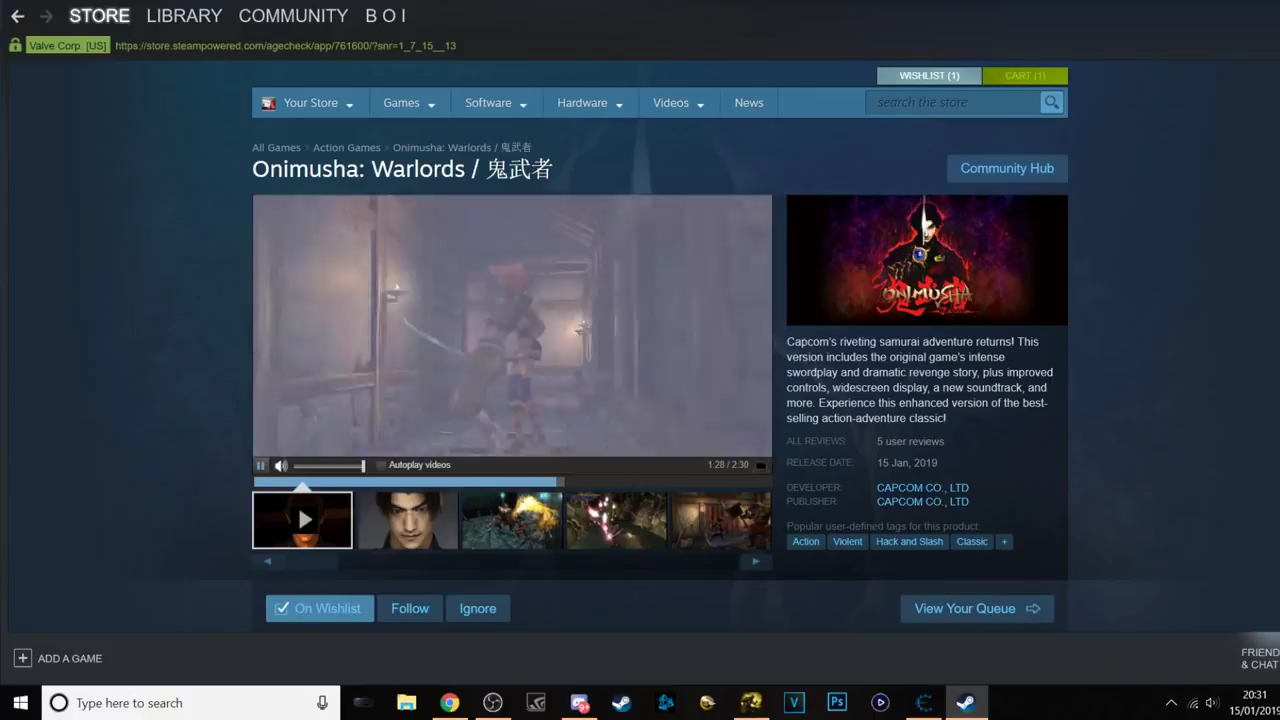 STORE LIBRARY COMMUNITY B O I
Valve Corp. [US] https://store.steampowered.com/agecheck/app/761600/?snr=1_7_15__13
WISHLIST (1) CART (1)
Your Store Games Software Hardware Videos News search the store
All Games > Action Games > Onimusha: Warlords / 鬼武者
Onimusha: Warlords / 鬼武者
Community Hub
ONIMUSHA
Capcom's riveting samurai adventure returns! This
version includes the original game's intense
swordplay and dramatic revenge story, plus improved
controls, widescreen display, a new soundtrack, and
more. Experience this enhanced version of the best-
selling action-adventure classic!
ALL REVIEWS: 5 user reviews
RELEASE DATE: 15 Jan, 2019
DEVELOPER: CAPCOM CO., LTD
PUBLISHER: CAPCOM CO., LTD
Popular user-defined tags for this product:
Action Violent Hack and Slash Classic +
Autoplay videos 1:28 / 2:30
On Wishlist Follow Ignore View Your Queue
+ ADD A GAME
FRIEND
& CHAT
Type here to search
20:31
15/01/2019